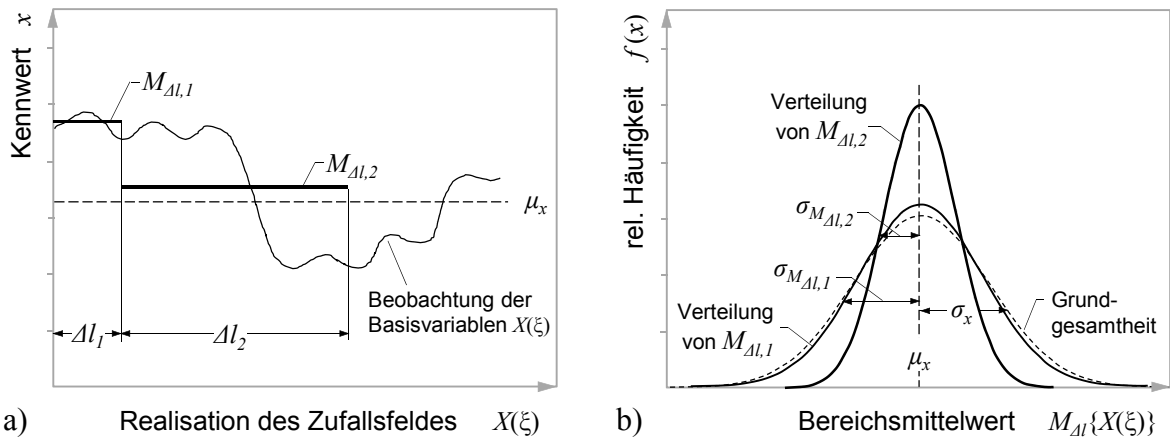 Kennwert x
M_{Δl,1}
M_{Δl,2}
μ_x
Beobachtung der
Basisvariablen X(ξ)
Δl_1
Δl_2
a) Realisation des Zufallsfeldes X(ξ)
rel. Häufigkeit f(x)
Verteilung
von M_{Δl,2}
σ_{M_{Δl,2}}
σ_{M_{Δl,1}}
σ_x
Verteilung
von M_{Δl,1}
μ_x
Grund-
gesamtheit
b) Bereichsmittelwert M_{Δl}{X(ξ)}